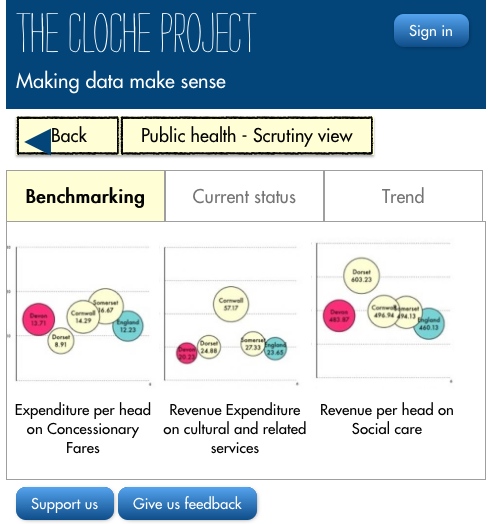 THE CLOCHE PROJECT
Sign in
Making data make sense
Back
Public health - Scrutiny view
Benchmarking
Current status
Trend
Devon
13.71
Dorset
8.91
Cornwall
14.29
Somerset
16.67
England
12.23
Devon
20.23
Dorset
24.88
Cornwall
57.17
Somerset
27.33
England
23.65
Dorset
603.23
Devon
483.87
Cornwall
496.94
Somerset
494.13
England
460.13
Expenditure per head
on Concessionary
Fares
Revenue Expenditure
on cultural and related
services
Revenue per head on
Social care
Support us
Give us feedback